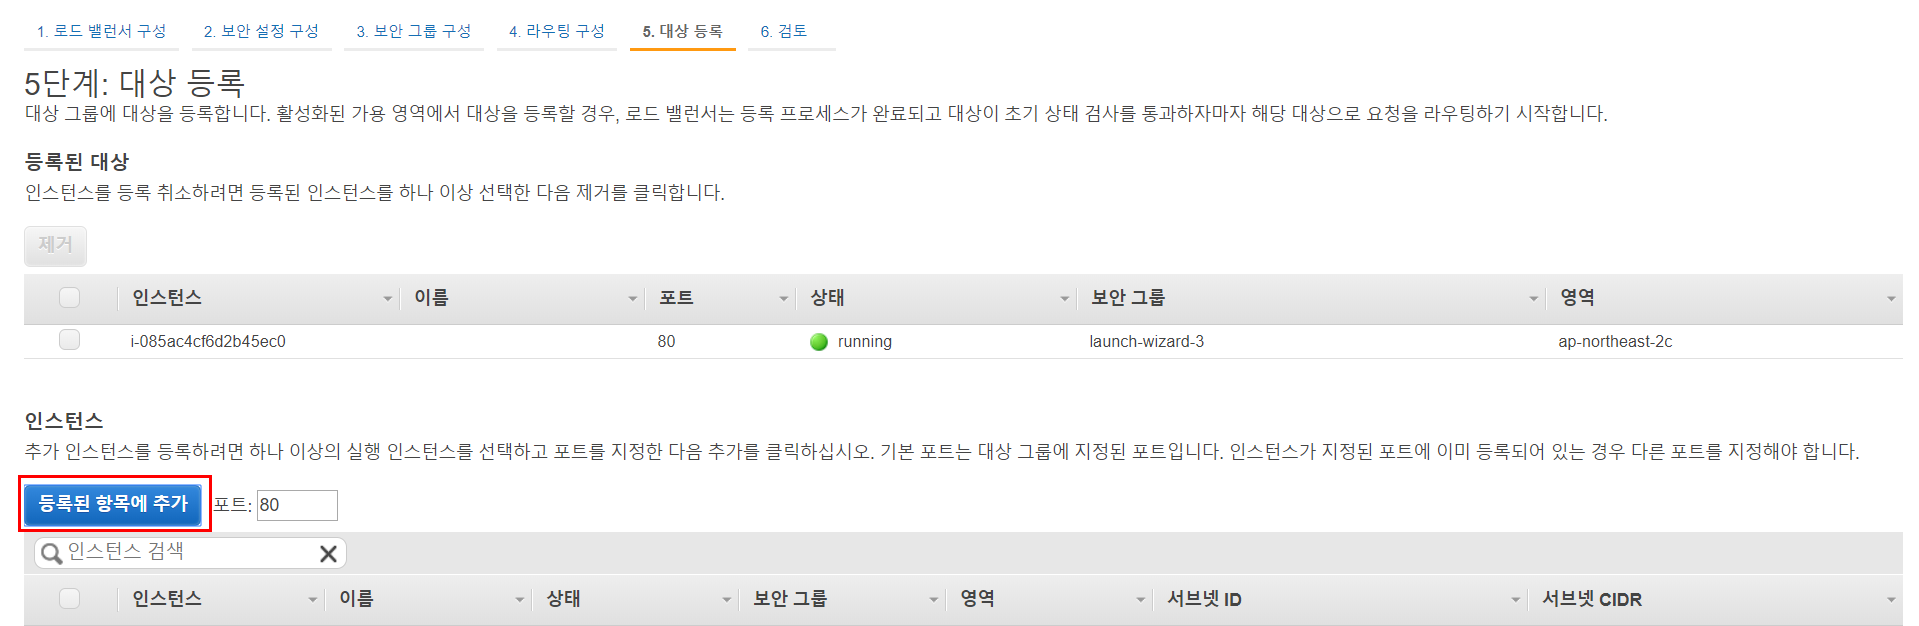 1. 로드 밸런서 구성 2. 보안 설정 구성 3. 보안 그룹 구성 4. 라우팅 구성 5. 대상 등록 6. 검토
5단계: 대상 등록
대상 그룹에 대상을 등록합니다. 활성화된 가용 영역에서 대상을 등록할 경우, 로드 밸런서는 등록 프로세스가 완료되고 대상이 초기 상태 검사를 통과하자마자 해당 대상으로 요청을 라우팅하기 시작합니다.
등록된 대상
인스턴스를 등록 취소하려면 등록된 인스턴스를 하나 이상 선택한 다음 제거를 클릭합니다.
제거
인스턴스 이름 포트 상태 보안 그룹 영역
i-085ac4cf6d2b45ec0 80 running launch-wizard-3 ap-northeast-2c
인스턴스
추가 인스턴스를 등록하려면 하나 이상의 실행 인스턴스를 선택하고 포트를 지정한 다음 추가를 클릭하십시오. 기본 포트는 대상 그룹에 지정된 포트입니다. 인스턴스가 지정된 포트에 이미 등록되어 있는 경우 다른 포트를 지정해야 합니다.
등록된 항목에 추가 포트: 80
인스턴스 검색
인스턴스 이름 상태 보안 그룹 영역 서브넷 ID 서브넷 CIDR